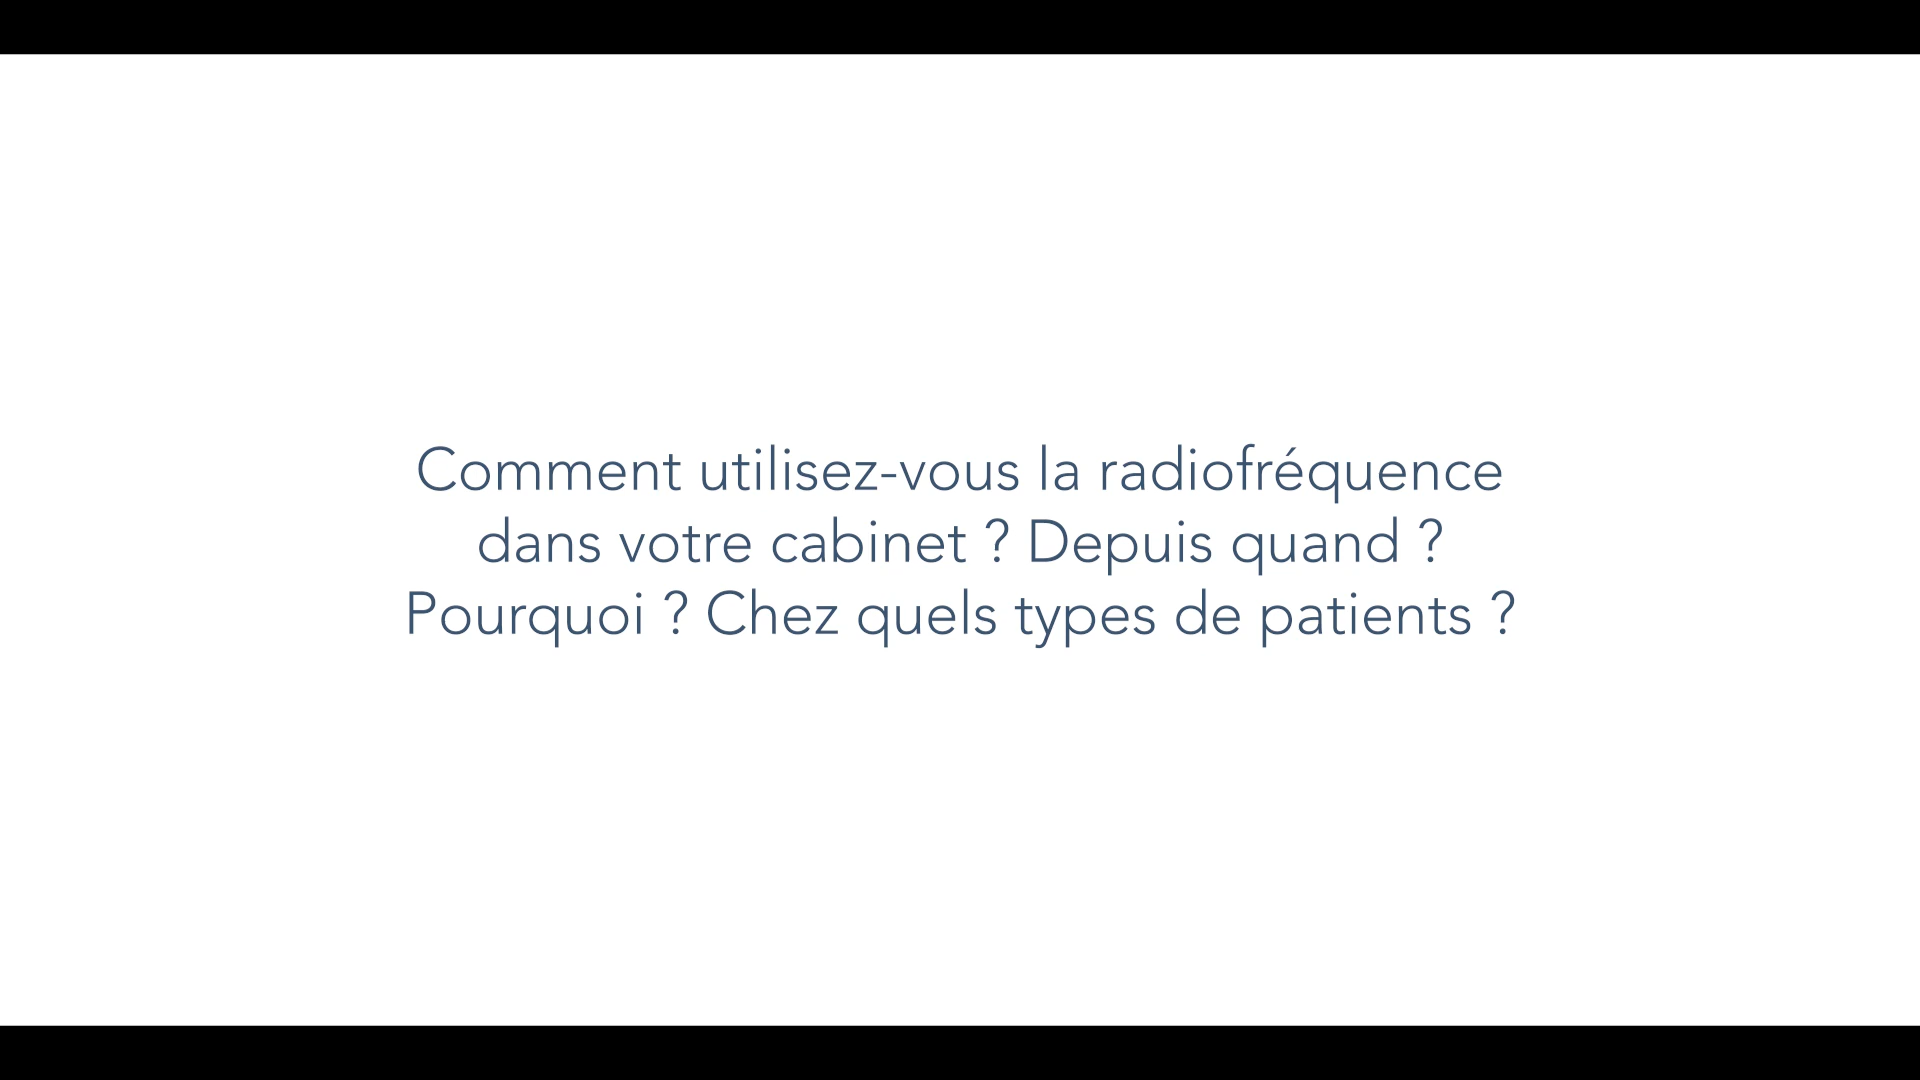 Comment utilisez-vous la radiofréquence
dans votre cabinet ? Depuis quand ?
Pourquoi ? Chez quels types de patients ?